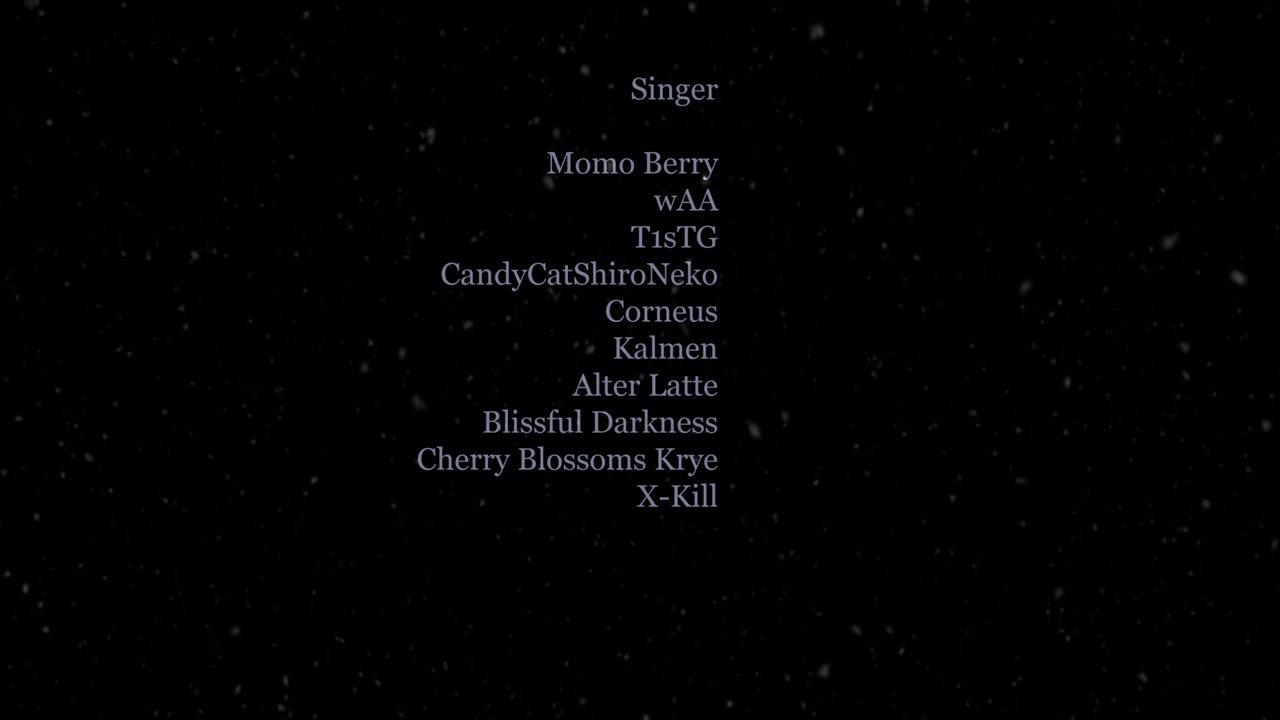 Singer
Momo Berry
wAA
T1sTG
CandyCatShiroNeko
Corneus
Kalmen
Alter Latte
Blissful Darkness
Cherry Blossoms Krye
X-Kill